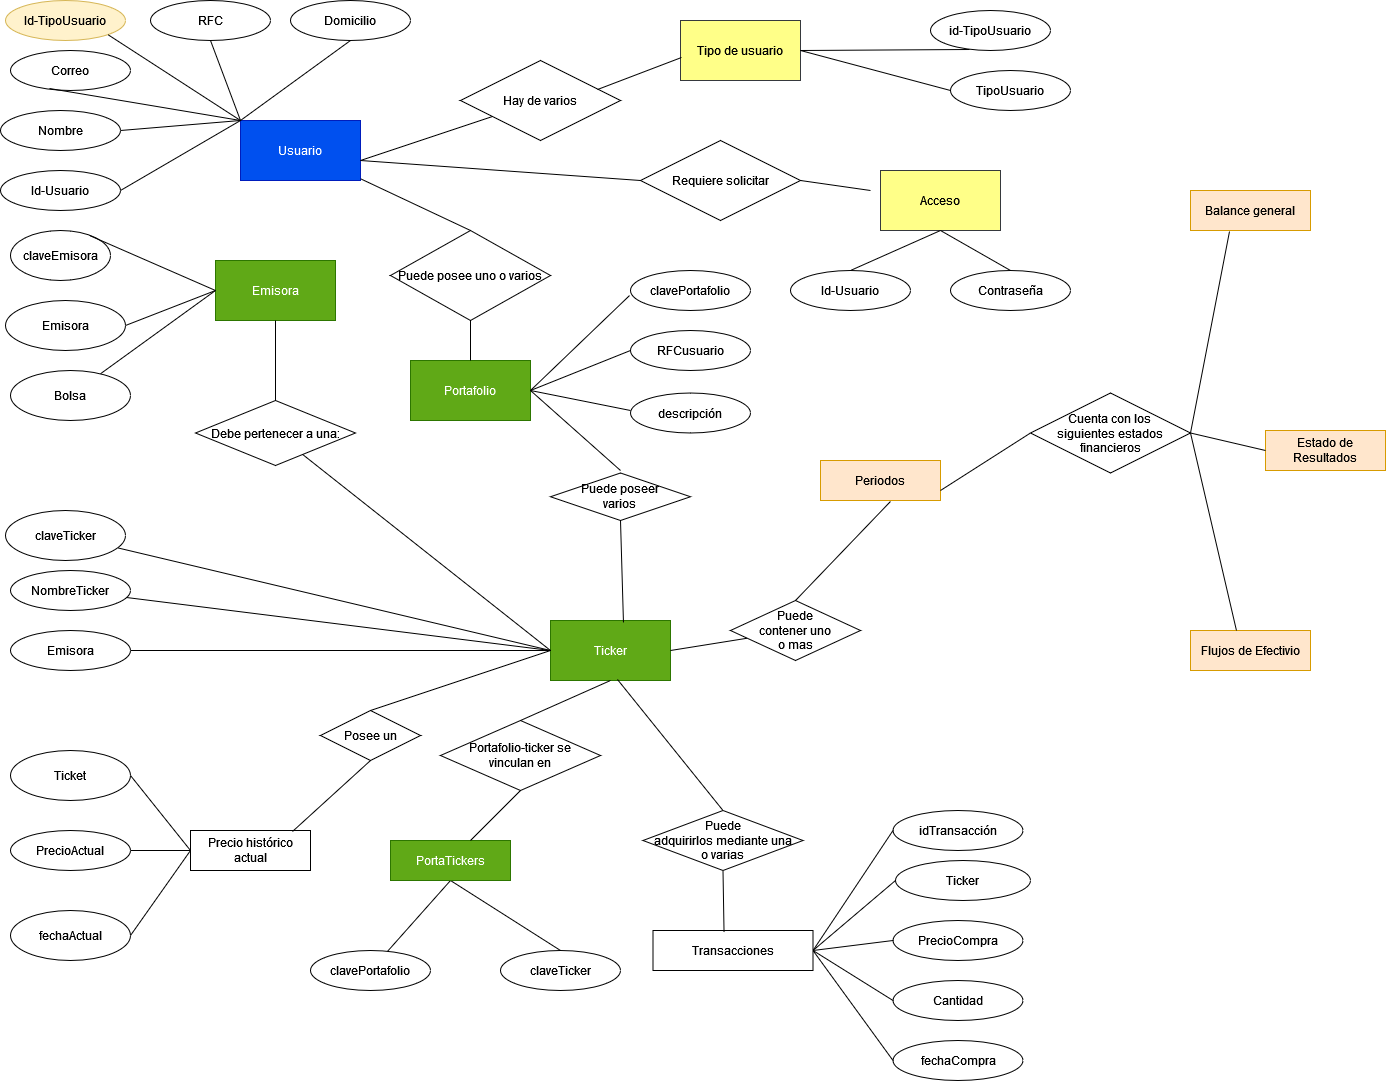 Id-TipoUsuario
RFC
Domicilio
Correo
Nombre
Id-Usuario
Usuario
Hay de varios
Tipo de usuario
id-TipoUsuario
TipoUsuario
Requiere solicitar
Acceso
Id-Usuario
Contraseña
Balance general
claveEmisora
Emisora
Emisora
Bolsa
Puede posee uno o varios
clavePortafolio
RFCusuario
descripción
Portafolio
Debe pertenecer a una:
Puede poseer
varios
Periodos
Cuenta con los
siguientes estados
financieros
Estado de
Resultados
claveTicker
NombreTicker
Emisora
Ticker
Puede
contener uno
o mas
Flujos de Efectivio
Posee un
Portafolio-ticker se
vinculan en
Ticket
PrecioActual
fechaActual
Precio histórico
actual
PortaTickers
clavePortafolio
claveTicker
Puede
adquirirlos mediante una
o varias
Transacciones
idTransacción
Ticker
PrecioCompra
Cantidad
fechaCompra